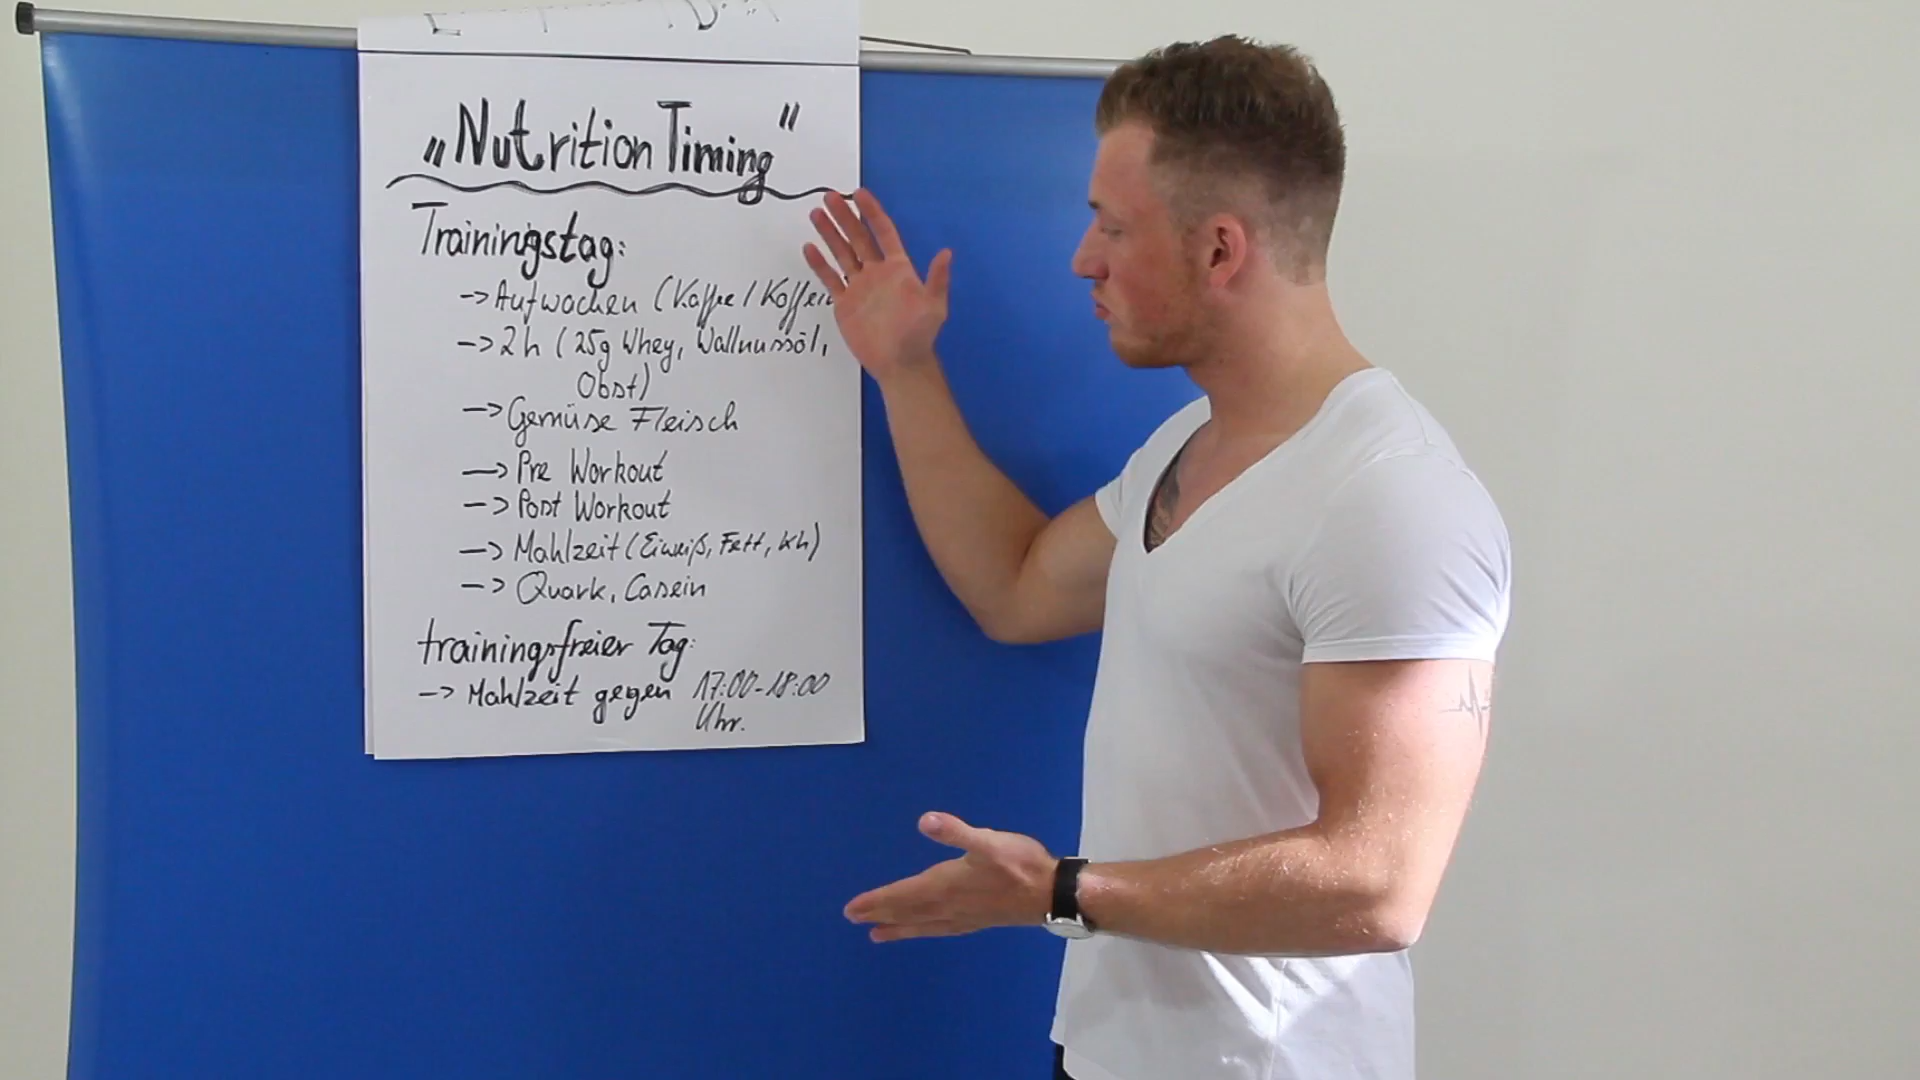 „Nutrition Timing“
Trainingstag:
-> Aufwachen (Kaffee / Koffein
-> 2h (25g Whey, Wallnussöl,
Obst)
-> Gemüse Fleisch
-> Pre Workout
-> Post Workout
-> Mahlzeit (Eiweiß, Fett, Kh)
-> Quark, Casein
trainingsfreier Tag:
-> Mahlzeit gegen 17:00-18:00
Uhr.